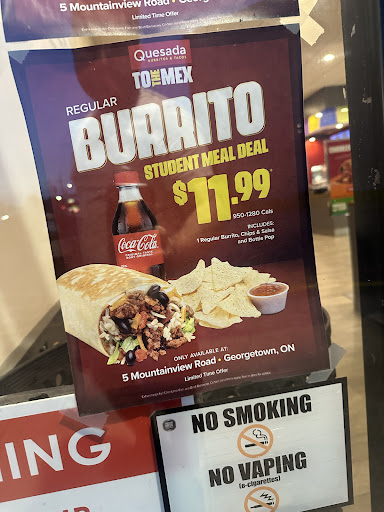 5 Mountainview Road •
Limited Time Offer
Quesada
BURRITOS & TACOS
TO THE MEX
REGULAR
BURRITO
STUDENT MEAL DEAL
$11.99
950-1280 Cals
INCLUDES:
1 Regular Burrito, Chips & Salsa
and Bottle Pop
Coca-Cola
ONLY AVAILABLE AT:
5 Mountainview Road • Georgetown, ON
Limited Time Offer
ING
NO SMOKING
NO VAPING
(e-cigarettes)